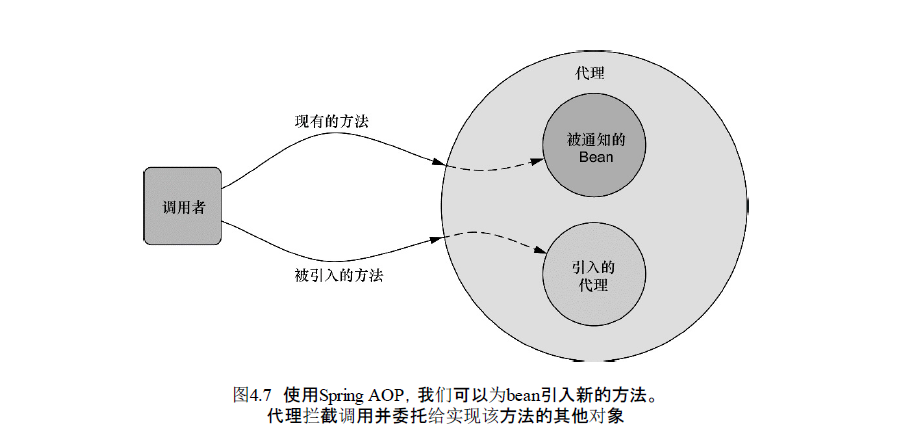 代理
现有的方法
被通知的
Bean
调用者
引入的
代理
被引入的方法
图4.7 使用Spring AOP，我们可以为bean引入新的方法。
代理拦截调用并委托给实现该方法的其他对象